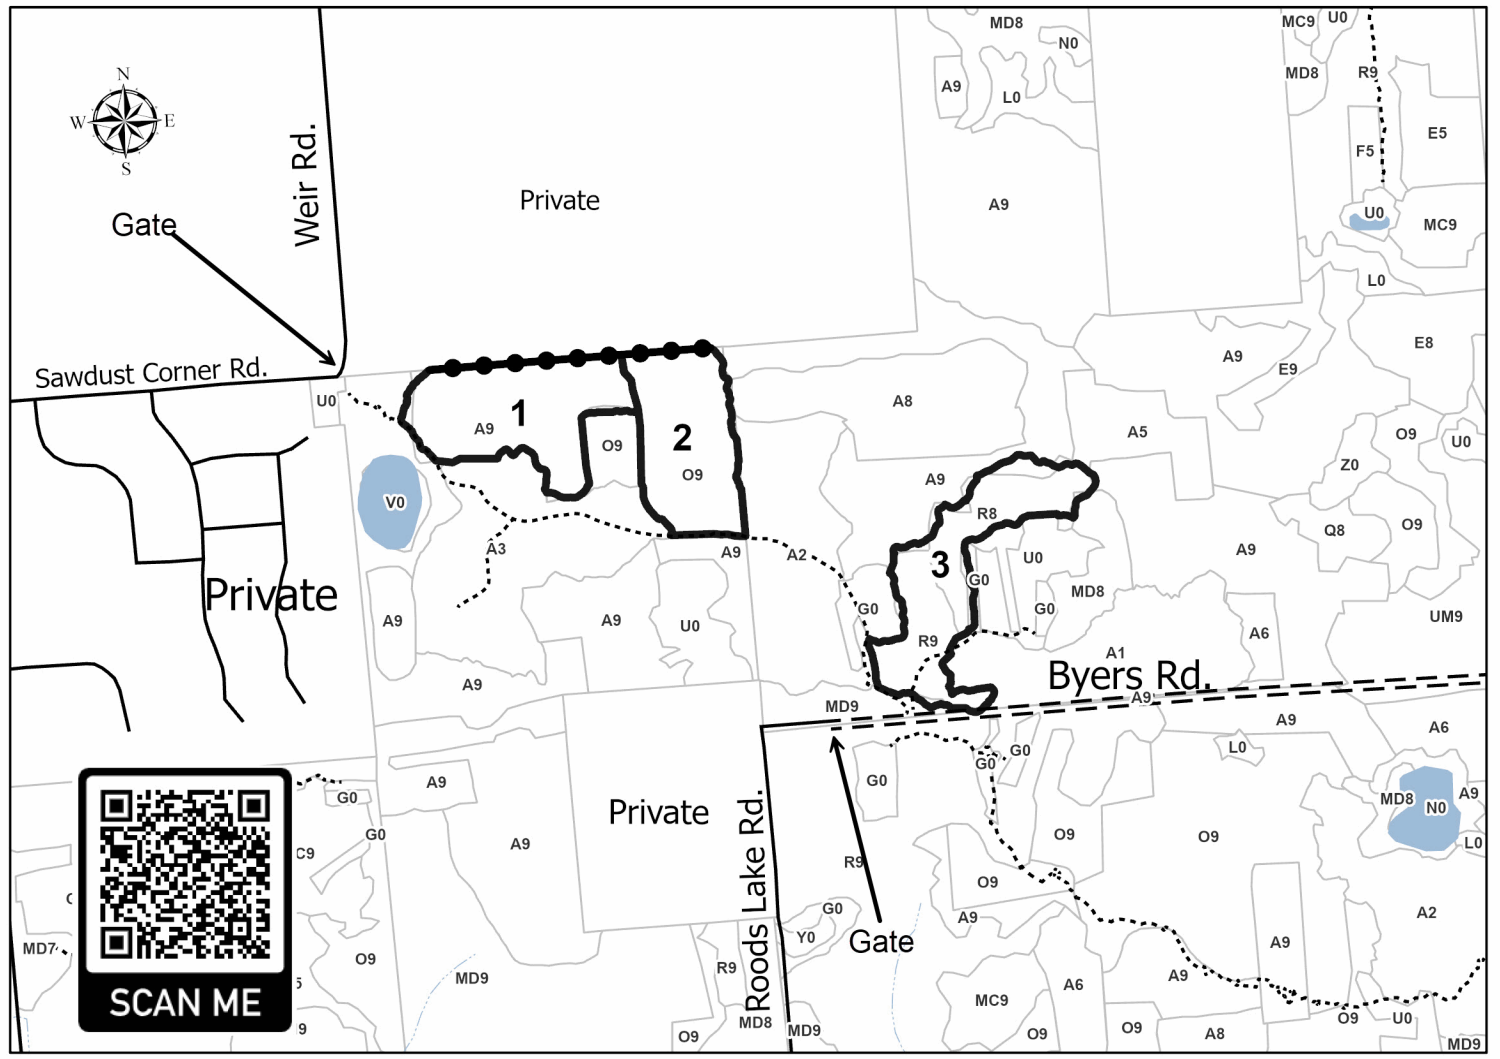 MD8
MC9
U0
N0
N
MD8
R9
A9
L0
W
E
E5
S
Weir Rd.
F5
Private
A9
U0
Gate
MC9
L0
E8
A9
Sawdust Corner Rd.
E9
U0
1
A8
A9
2
A5
O9
U0
O9
O9
A9
Z0
V0
R8
O9
Q8
A3
A9
A2
A9
U0
3
G0
Private
MD8
G0
G0
A9
A9
U0
R9
UM9
A6
A1
Byers Rd.
A9
A9
MD9
A9
A6
L0
G0
G0
G0
A9
G0
A9
MD8
N0
Private
Roods Lake Rd.
G0
O9
O9
A9
C9
R9
L0
O9
G0
A9
A2
Y0
Gate
A9
MD7
O9
R9
A9
MD9
A6
MC9
SCAN ME
MD8
MD9
O9
O9
O9
A8
O9
U0
MD9